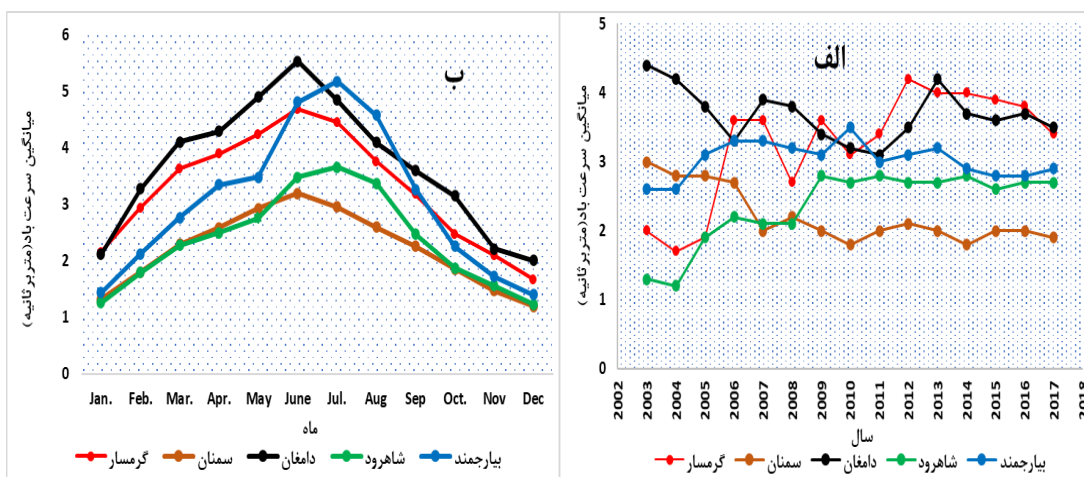 الف
میانگین سرعت باد(متر بر ثانیه)
5
4
3
2
1
0
2002 2003 2004 2005 2006 2007 2008 2009 2010 2011 2012 2013 2014 2015 2016 2017 2018
سال
گرمسار سمنان دامغان شاهرود بیارجمند
ب
میانگین سرعت باد(متر بر ثانیه)
6
5
4
3
2
1
0
Jan. Feb. Mar. Apr. May June Jul. Aug Sep Oct. Nov Dec
ماه
گرمسار سمنان دامغان شاهرود بیارجمند